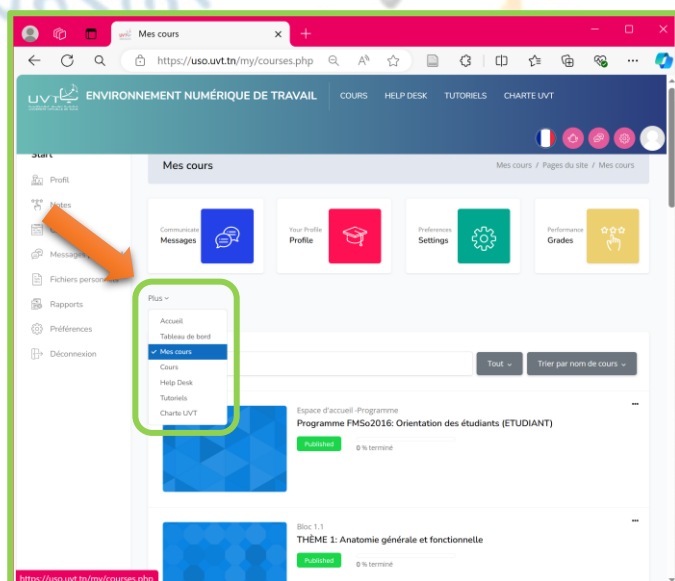 Mes cours
https://uso.uvt.tn/my/courses.php
UVT ENVIRONNEMENT NUMÉRIQUE DE TRAVAIL COURS HELP DESK TUTORIELS CHARTE UVT
Start
Mes cours
Mes cours / Pages du site / Mes cours
Profil
Notes
Communicate
Messages
Your Profile
Profile
Preferences
Settings
Performance
Grades
Messages
Fichiers
Rapports
Préférences
Déconnexion
Plus
Accueil
Tableau de bord
Mes cours
Cours
Help Desk
Tutoriels
Charte UVT
Tout
Trier par nom de cours
Espace d'accueil -Programme
Programme FMSo2016: Orientation des étudiants (ETUDIANT)
Published
0 % terminé
Bloc 1.1
THÈME 1: Anatomie générale et fonctionnelle
Published
0 % terminé
https://uso.uvt.tn/my/courses.php